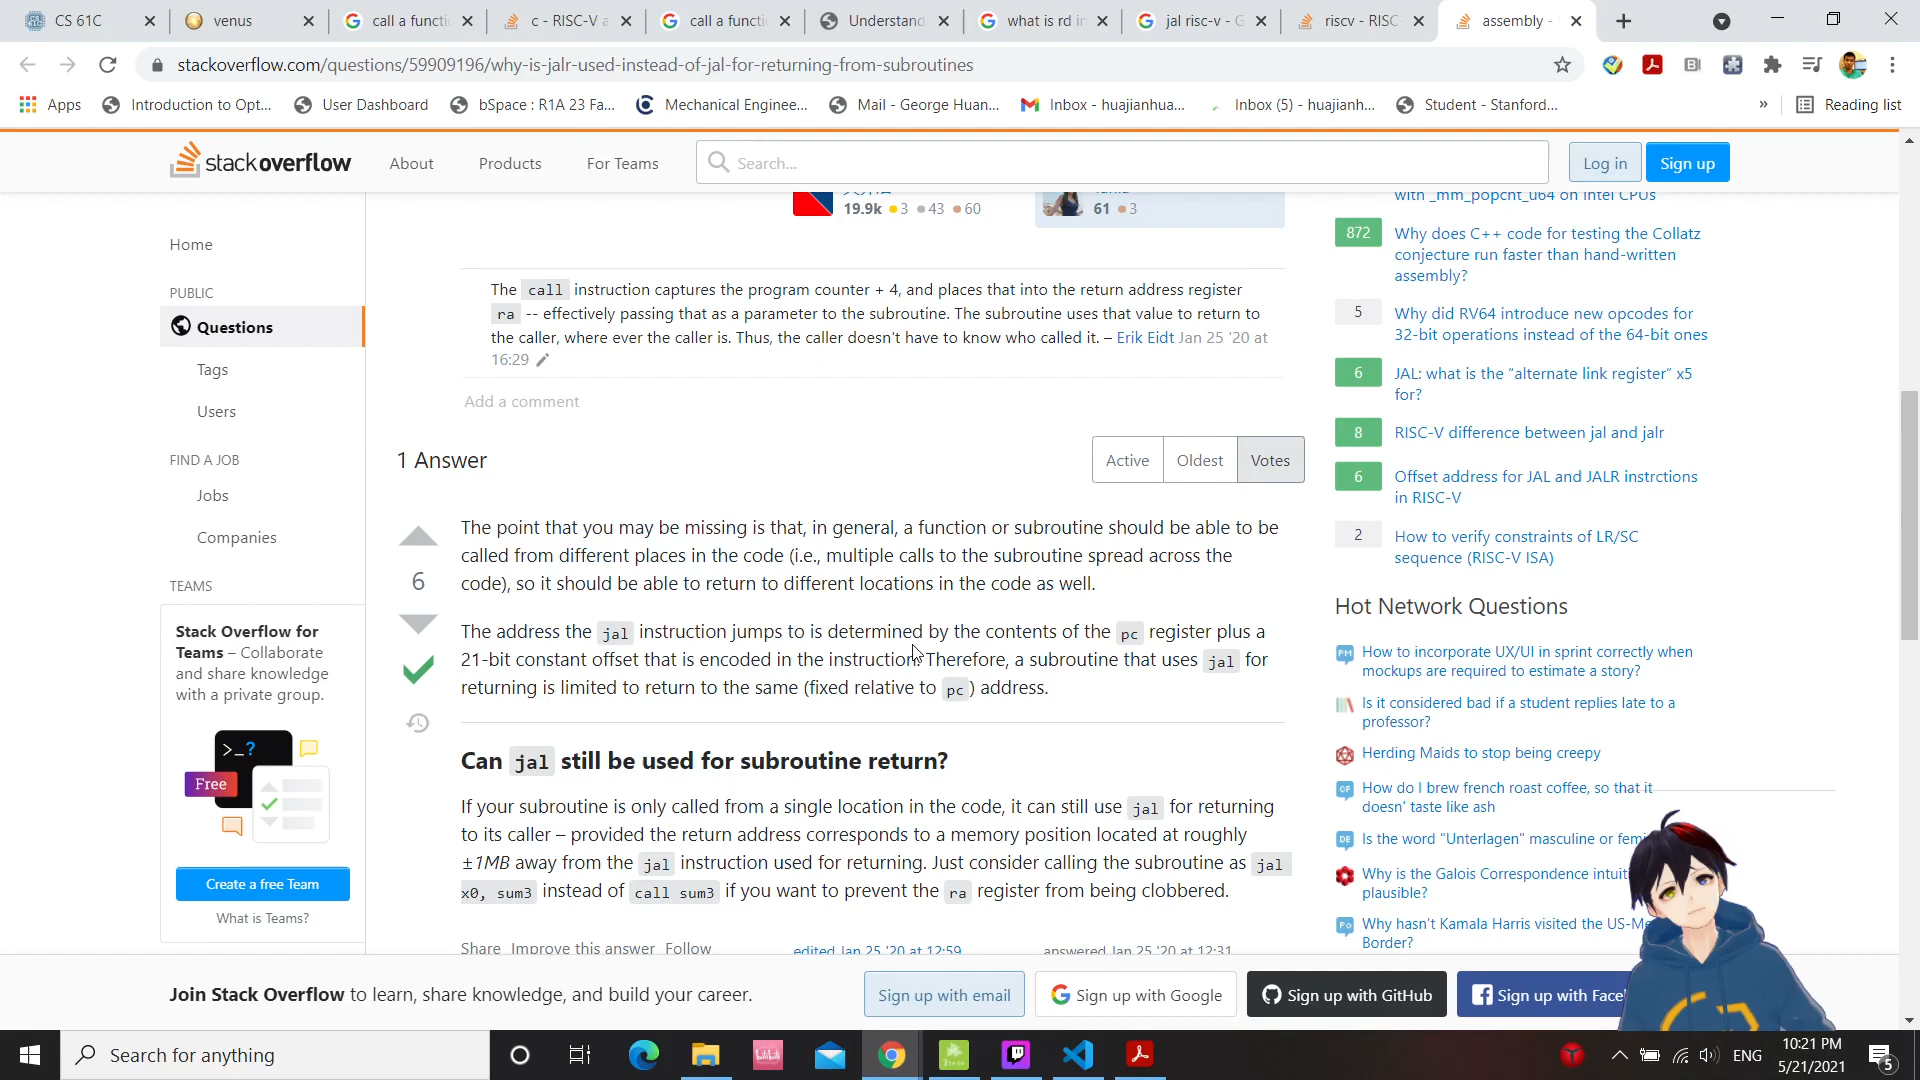 CS 61C
venus
call a functi
c - RISC-V a
call a functi
Understand
what is rd in
jal risc-v - G
riscv - RISC
assembly -
stackoverflow.com/questions/59909196/why-is-jalr-used-instead-of-jal-for-returning-from-subroutines
Apps
Introduction to Opt...
User Dashboard
bSpace : R1A 23 Fa...
Mechanical Enginee...
Mail - George Huan...
Inbox - huajianhua...
Inbox (5) - huajianh...
Student - Stanford...
»
Reading list
stackoverflow
About
Products
For Teams
Search...
Log in
Sign up
19.9k 3 43 60
61 3
with _mm_popcnt_u64 on Intel CPUs
Home
PUBLIC
Questions
Tags
Users
FIND A JOB
Jobs
Companies
TEAMS
Stack Overflow for
Teams – Collaborate
and share knowledge
with a private group.
>_?
Free
Create a free Team
What is Teams?
The call instruction captures the program counter + 4, and places that into the return address register
ra -- effectively passing that as a parameter to the subroutine. The subroutine uses that value to return to
the caller, where ever the caller is. Thus, the caller doesn't have to know who called it. – Erik Eidt Jan 25 '20 at
16:29
Add a comment
1 Answer
Active
Oldest
Votes
6
The point that you may be missing is that, in general, a function or subroutine should be able to be
called from different places in the code (i.e., multiple calls to the subroutine spread across the
code), so it should be able to return to different locations in the code as well.
The address the jal instruction jumps to is determined by the contents of the pc register plus a
21-bit constant offset that is encoded in the instruction. Therefore, a subroutine that uses jal for
returning is limited to return to the same (fixed relative to pc ) address.
Can jal still be used for subroutine return?
If your subroutine is only called from a single location in the code, it can still use jal for returning
to its caller – provided the return address corresponds to a memory position located at roughly
±1MB away from the jal instruction used for returning. Just consider calling the subroutine as jal
x0, sum3 instead of call sum3 if you want to prevent the ra register from being clobbered.
Share Improve this answer Follow
edited Jan 25 '20 at 12:59
answered Jan 25 '20 at 12:31
872
Why does C++ code for testing the Collatz
conjecture run faster than hand-written
assembly?
5
Why did RV64 introduce new opcodes for
32-bit operations instead of the 64-bit ones
6
JAL: what is the “alternate link register” x5
for?
8
RISC-V difference between jal and jalr
6
Offset address for JAL and JALR instrctions
in RISC-V
2
How to verify constraints of LR/SC
sequence (RISC-V ISA)
Hot Network Questions
How to incorporate UX/UI in sprint correctly when
mockups are required to estimate a story?
Is it considered bad if a student replies late to a
professor?
Herding Maids to stop being creepy
How do I brew french roast coffee, so that it
doesn' taste like ash
Is the word "Unterlagen" masculine or fem
Why is the Galois Correspondence intuiti
plausible?
Why hasn't Kamala Harris visited the US-Me
Border?
Join Stack Overflow to learn, share knowledge, and build your career.
Sign up with email
Sign up with Google
Sign up with GitHub
Sign up with Face
Search for anything
ENG
10:21 PM
5/21/2021
5